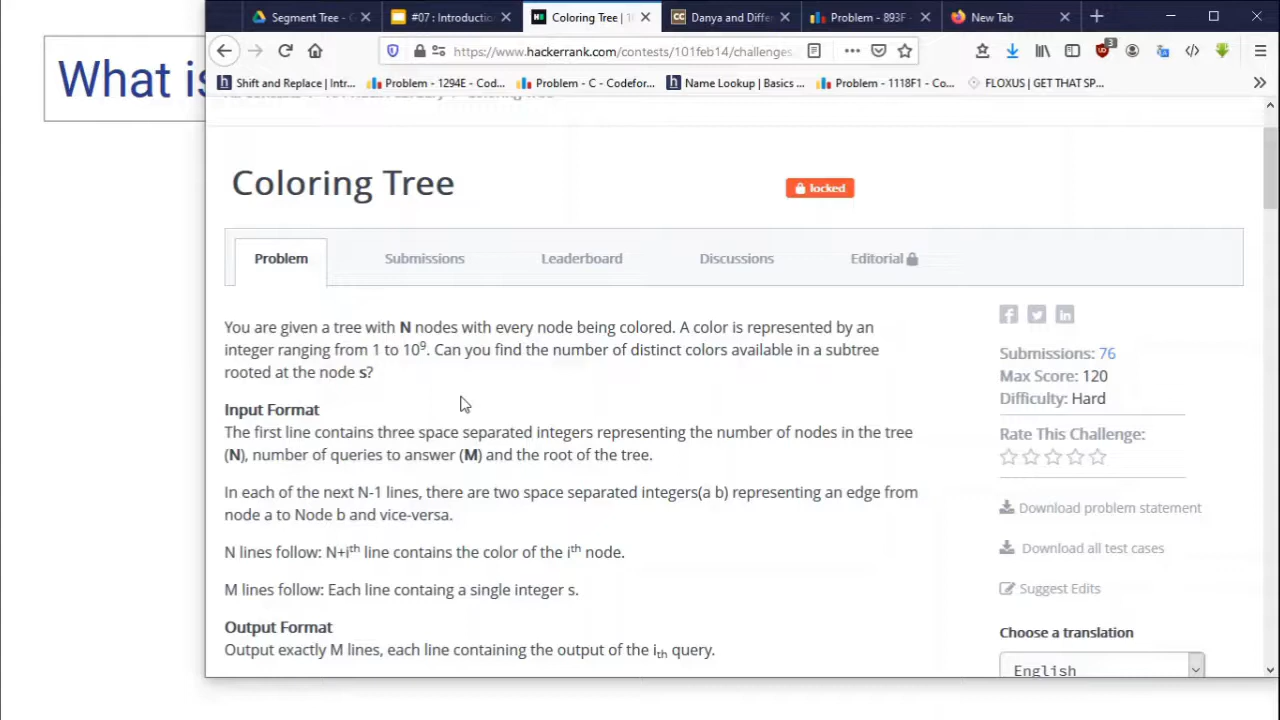 What is
Segment Tree - G
#07 : Introductio
Coloring Tree | 1
Danya and Differ
Problem - 893F -
New Tab
https://www.hackerrank.com/contests/101feb14/challenges
3
Shift and Replace | Intr...
Problem - 1294E - Cod...
Problem - C - Codefor...
Name Lookup | Basic ...
Problem - 1118F1 - Co...
FLOXUS | GET THAT SP...
Coloring Tree
locked
Problem
Submissions
Leaderboard
Discussions
Editorial
You are given a tree with N nodes with every node being colored. A color is represented by an
integer ranging from 1 to 10⁹. Can you find the number of distinct colors available in a subtree
rooted at the node s?
Input Format
The first line contains three space separated integers representing the number of nodes in the tree
(N), number of queries to answer (M) and the root of the tree.
In each of the next N-1 lines, there are two space separated integers(a b) representing an edge from
node a to Node b and vice-versa.
N lines follow: N+iᵗʰ line contains the color of the iᵗʰ node.
M lines follow: Each line containg a single integer s.
Output Format
Output exactly M lines, each line containing the output of the iₜₕ query.
Submissions: 76
Max Score: 120
Difficulty: Hard
Rate This Challenge:
Download problem statement
Download all test cases
Suggest Edits
Choose a translation
English